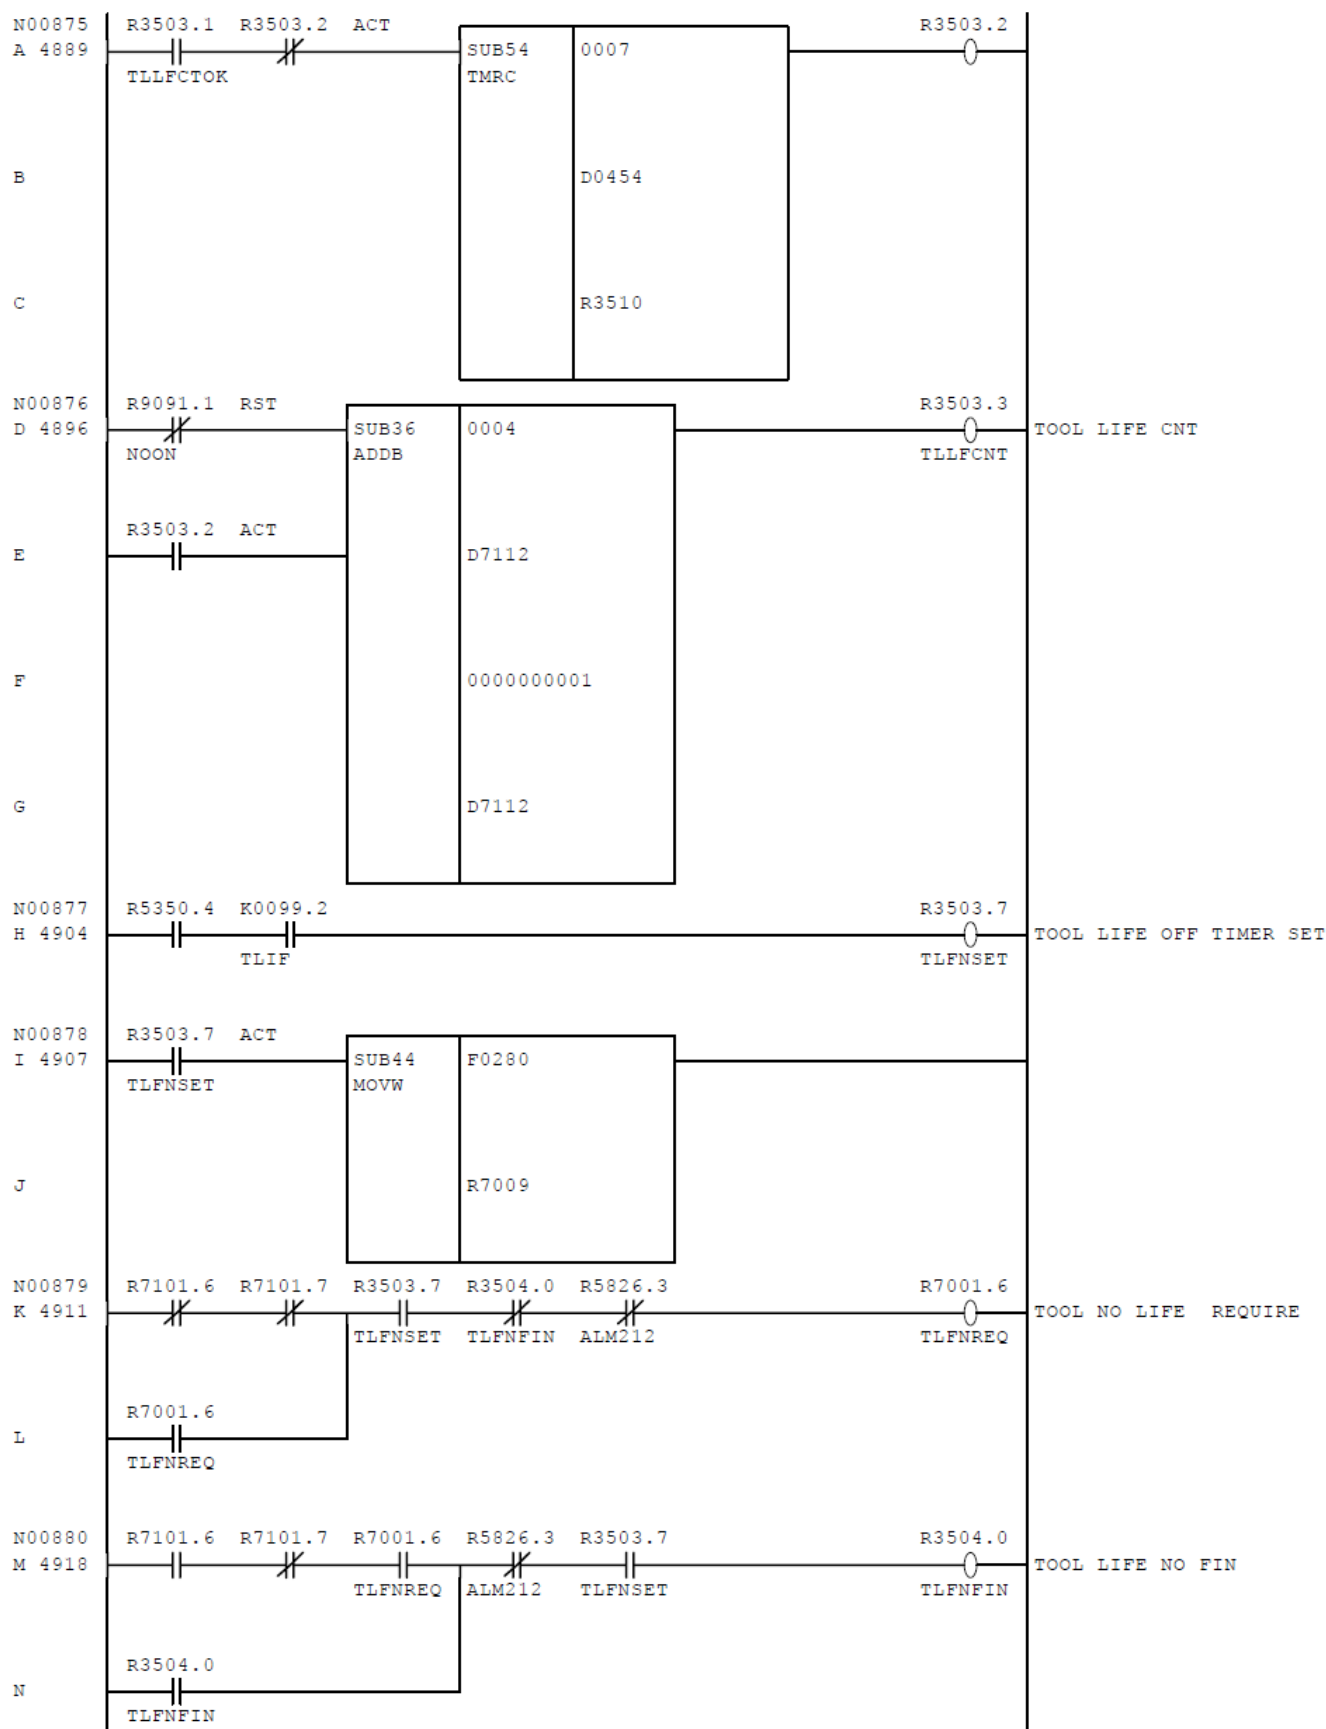 N00875 R3503.1 R3503.2 ACT R3503.2
A 4889 SUB54 0007
TLLFCTOK TMRC
B D0454
C R3510
N00876 R9091.1 RST R3503.3
D 4896 SUB36 0004 TOOL LIFE CNT
NOON ADDB TLLFCNT
R3503.2 ACT
E D7112
F 0000000001
G D7112
N00877 R5350.4 K0099.2 R3503.7
H 4904 TOOL LIFE OFF TIMER SET
TLIF TLFNSET
N00878 R3503.7 ACT
I 4907 SUB44 F0280
TLFNSET MOVW
J R7009
N00879 R7101.6 R7101.7 R3503.7 R3504.0 R5826.3 R7001.6
K 4911 TOOL NO LIFE REQUIRE
TLFNSET TLFNFIN ALM212 TLFNREQ
R7001.6
L
TLFNREQ
N00880 R7101.6 R7101.7 R7001.6 R5826.3 R3503.7 R3504.0
M 4918 TOOL LIFE NO FIN
TLFNREQ ALM212 TLFNSET TLFNFIN
R3504.0
N
TLFNFIN